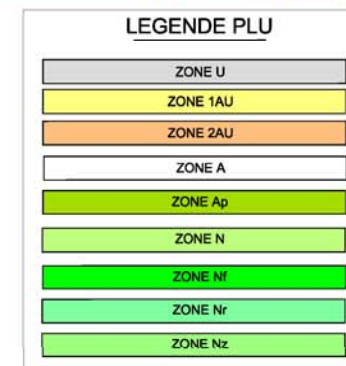 LEGENDE PLU
ZONE U
ZONE 1AU
ZONE 2AU
ZONE A
ZONE Ap
ZONE N
ZONE Nf
ZONE Nr
ZONE Nz